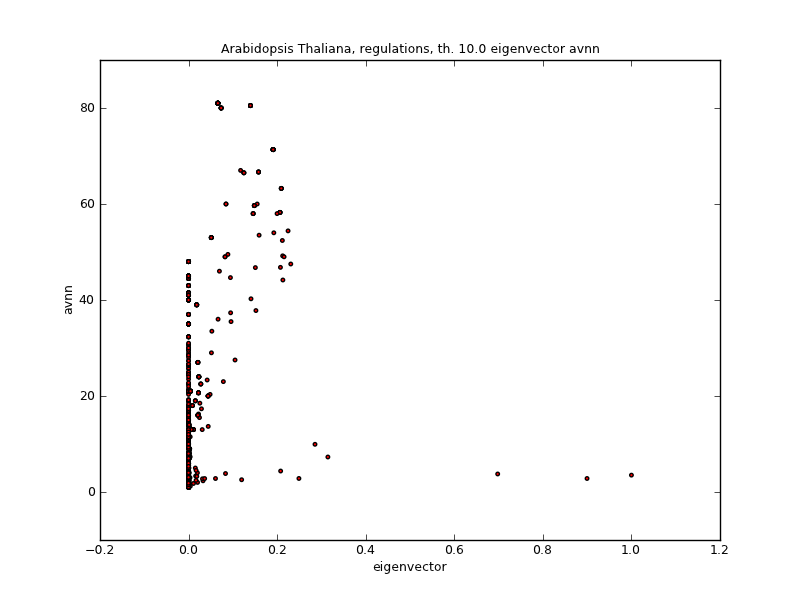 Arabidopsis Thaliana, regulations, th. 10.0 eigenvector avnn
80
60
avnn
40
20
0
−0.2 0.0 0.2 0.4 0.6 0.8 1.0 1.2
eigenvector